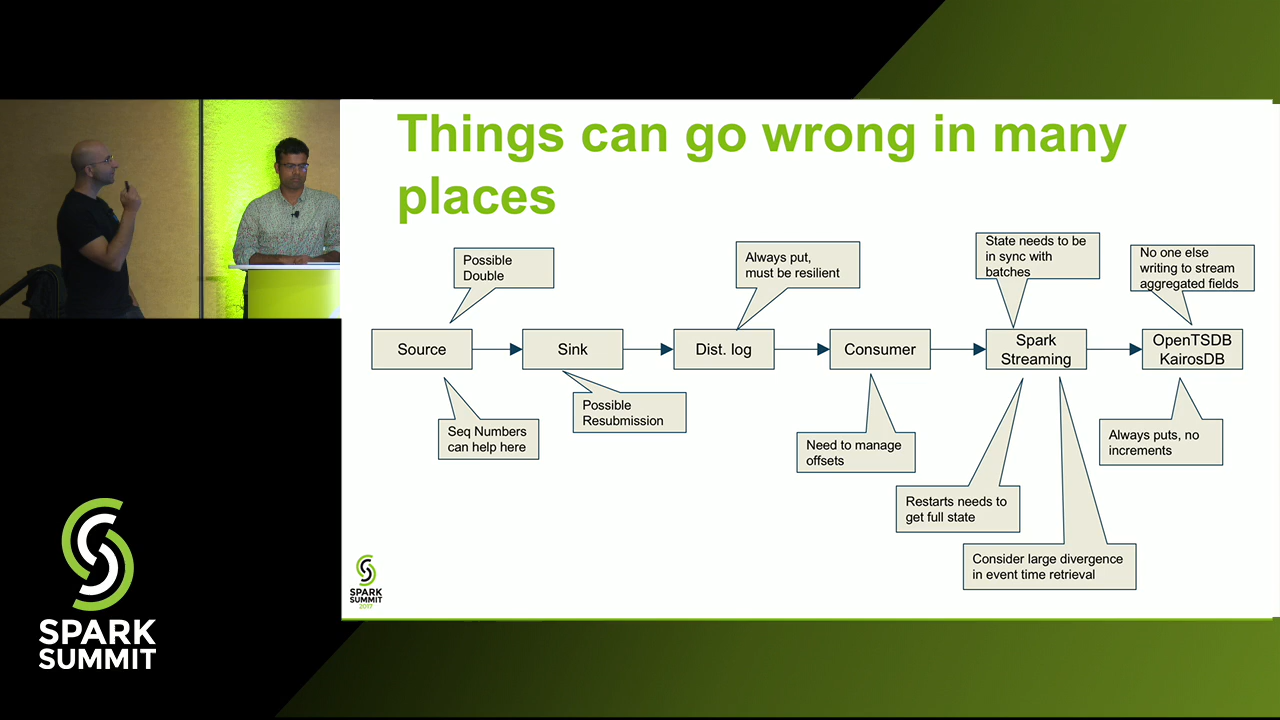 Things can go wrong in many
places
Possible
Double
Always put,
must be resilient
State needs to be
in sync with
batches
No one else
writing to stream
aggregated fields
Source
Sink
Dist. log
Consumer
Spark
Streaming
OpenTSDB
KairosDB
Seq Numbers
can help here
Possible
Resubmission
Need to manage
offsets
Always puts, no
increments
Restarts needs to
get full state
Consider large divergence
in event time retrieval
SPARK
SUMMIT
2017
SPARK
SUMMIT